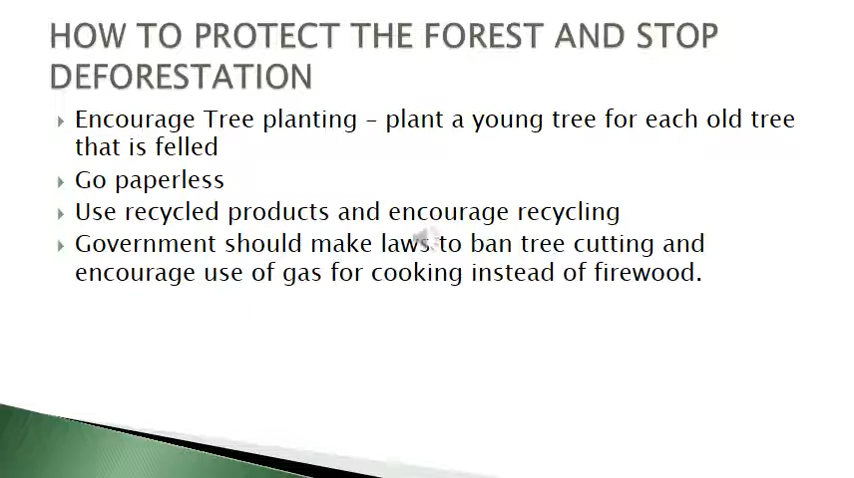 HOW TO PROTECT THE FOREST AND STOP
DEFORESTATION
Encourage Tree planting – plant a young tree for each old tree
that is felled
Go paperless
Use recycled products and encourage recycling
Government should make laws to ban tree cutting and
encourage use of gas for cooking instead of firewood.